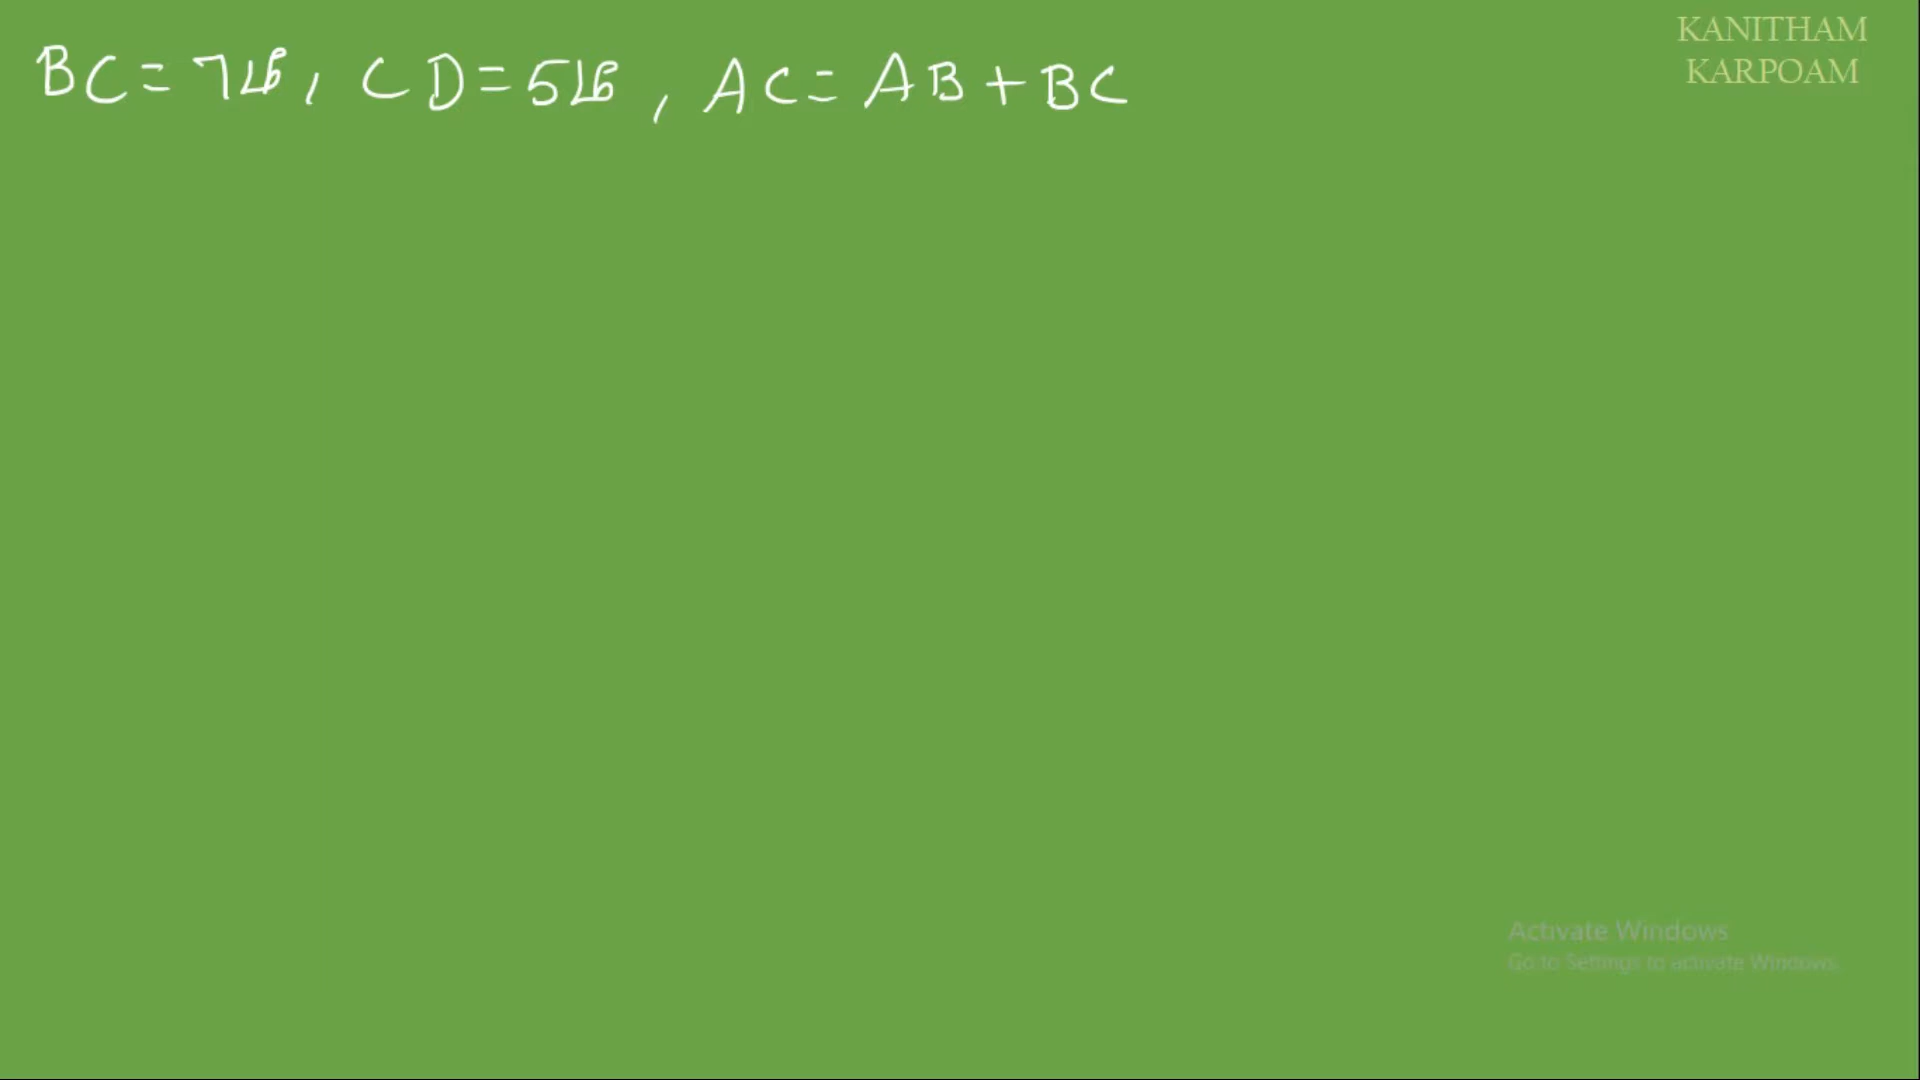 BC = 7மீ, CD = 5மீ, AC = AB + BC
KANITHAM
KARPOAM
Activate Windows
Go to Settings to activate Windows.